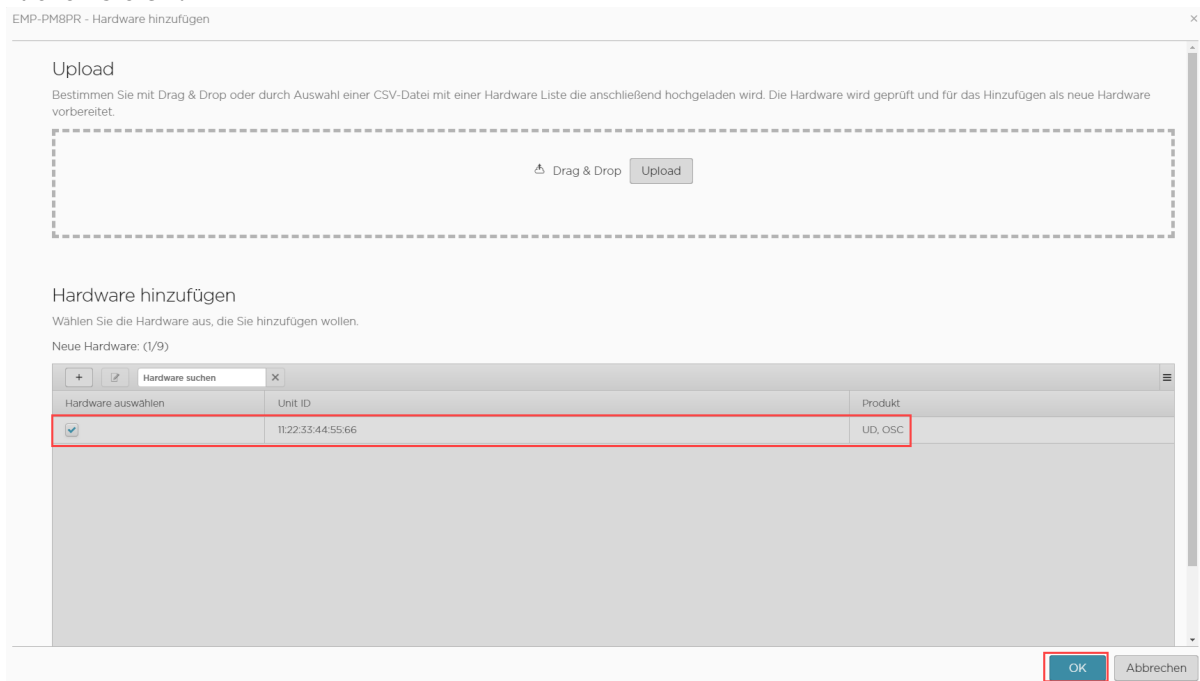 EMP-PM8PR - Hardware hinzufügen
Upload
Bestimmen Sie mit Drag & Drop oder durch Auswahl einer CSV-Datei mit einer Hardware Liste die anschließend hochgeladen wird. Die Hardware wird geprüft und für das Hinzufügen als neue Hardware
vorbereitet.
Drag & Drop Upload
Hardware hinzufügen
Wählen Sie die Hardware aus, die Sie hinzufügen wollen.
Neue Hardware: (1/9)
+ Hardware suchen ×
Hardware auswählen Unit ID Produkt
11:22:33:44:55:66 UD, OSC
OK Abbrechen